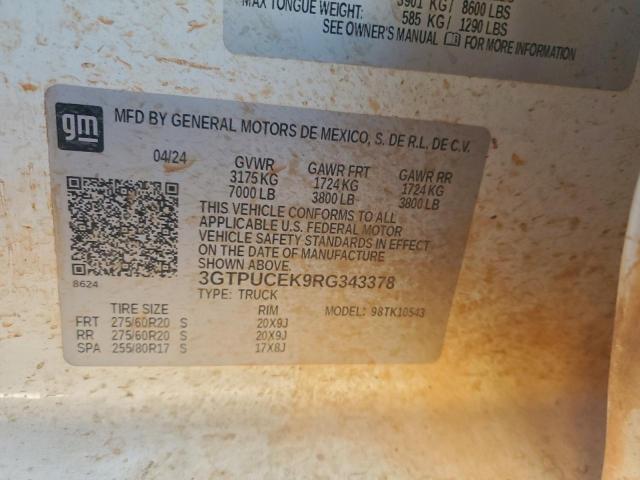 MAX TONGUE WEIGHT: 3901 KG / 8600 LBS
585 KG / 1290 LBS
SEE OWNER'S MANUAL FOR MORE INFORMATION
gm
MFD BY GENERAL MOTORS DE MEXICO, S. DE R.L. DE C.V.
04/24 GVWR GAWR FRT GAWR RR
3175 KG 1724 KG 1724 KG
7000 LB 3800 LB 3800 LB
THIS VEHICLE CONFORMS TO ALL
APPLICABLE U.S. FEDERAL MOTOR
VEHICLE SAFETY STANDARDS IN EFFECT
ON THE DATE OF MANUFACTURE
SHOWN ABOVE.
8624 3GTPUCEK9RG343378
TYPE: TRUCK
TIRE SIZE RIM MODEL: 98TK10543
FRT 275/60R20 S 20X9J
RR 275/60R20 S 20X9J
SPA 255/80R17 S 17X8J